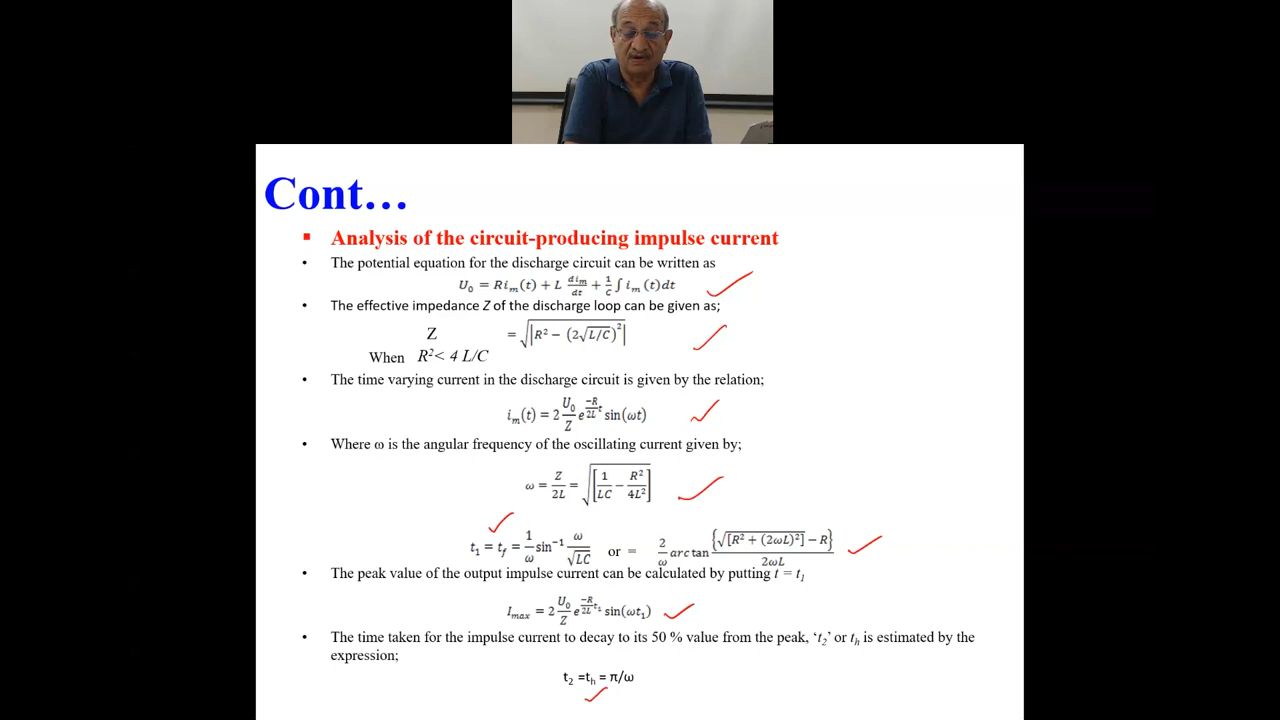 Cont…
▪ Analysis of the circuit-producing impulse current
• The potential equation for the discharge circuit can be written as
U₀ = Riₘ(t) + L diₘ/dt + 1/C ∫ iₘ (t)dt
• The effective impedance Z of the discharge loop can be given as;
Z = √|R² − (2√(L/C))²|
When R²< 4 L/C
• The time varying current in the discharge circuit is given by the relation;
iₘ(t) = 2 U₀/Z e^(−R/2L t) sin(ωt)
• Where ω is the angular frequency of the oscillating current given by;
ω = Z/2L = √[1/LC − R²/4L²]
t₁ = t_f = 1/ω sin⁻¹ ω/√LC or = 2/ω arc tan {√[R² + (2ωL)²] − R}/2ωL
• The peak value of the output impulse current can be calculated by putting t = t₁
I_max = 2 U₀/Z e^(−R/2L t₁) sin(ωt₁)
• The time taken for the impulse current to decay to its 50 % value from the peak, ‘t₂’ or t_h is estimated by the
expression;
t₂ =t_h = π/ω